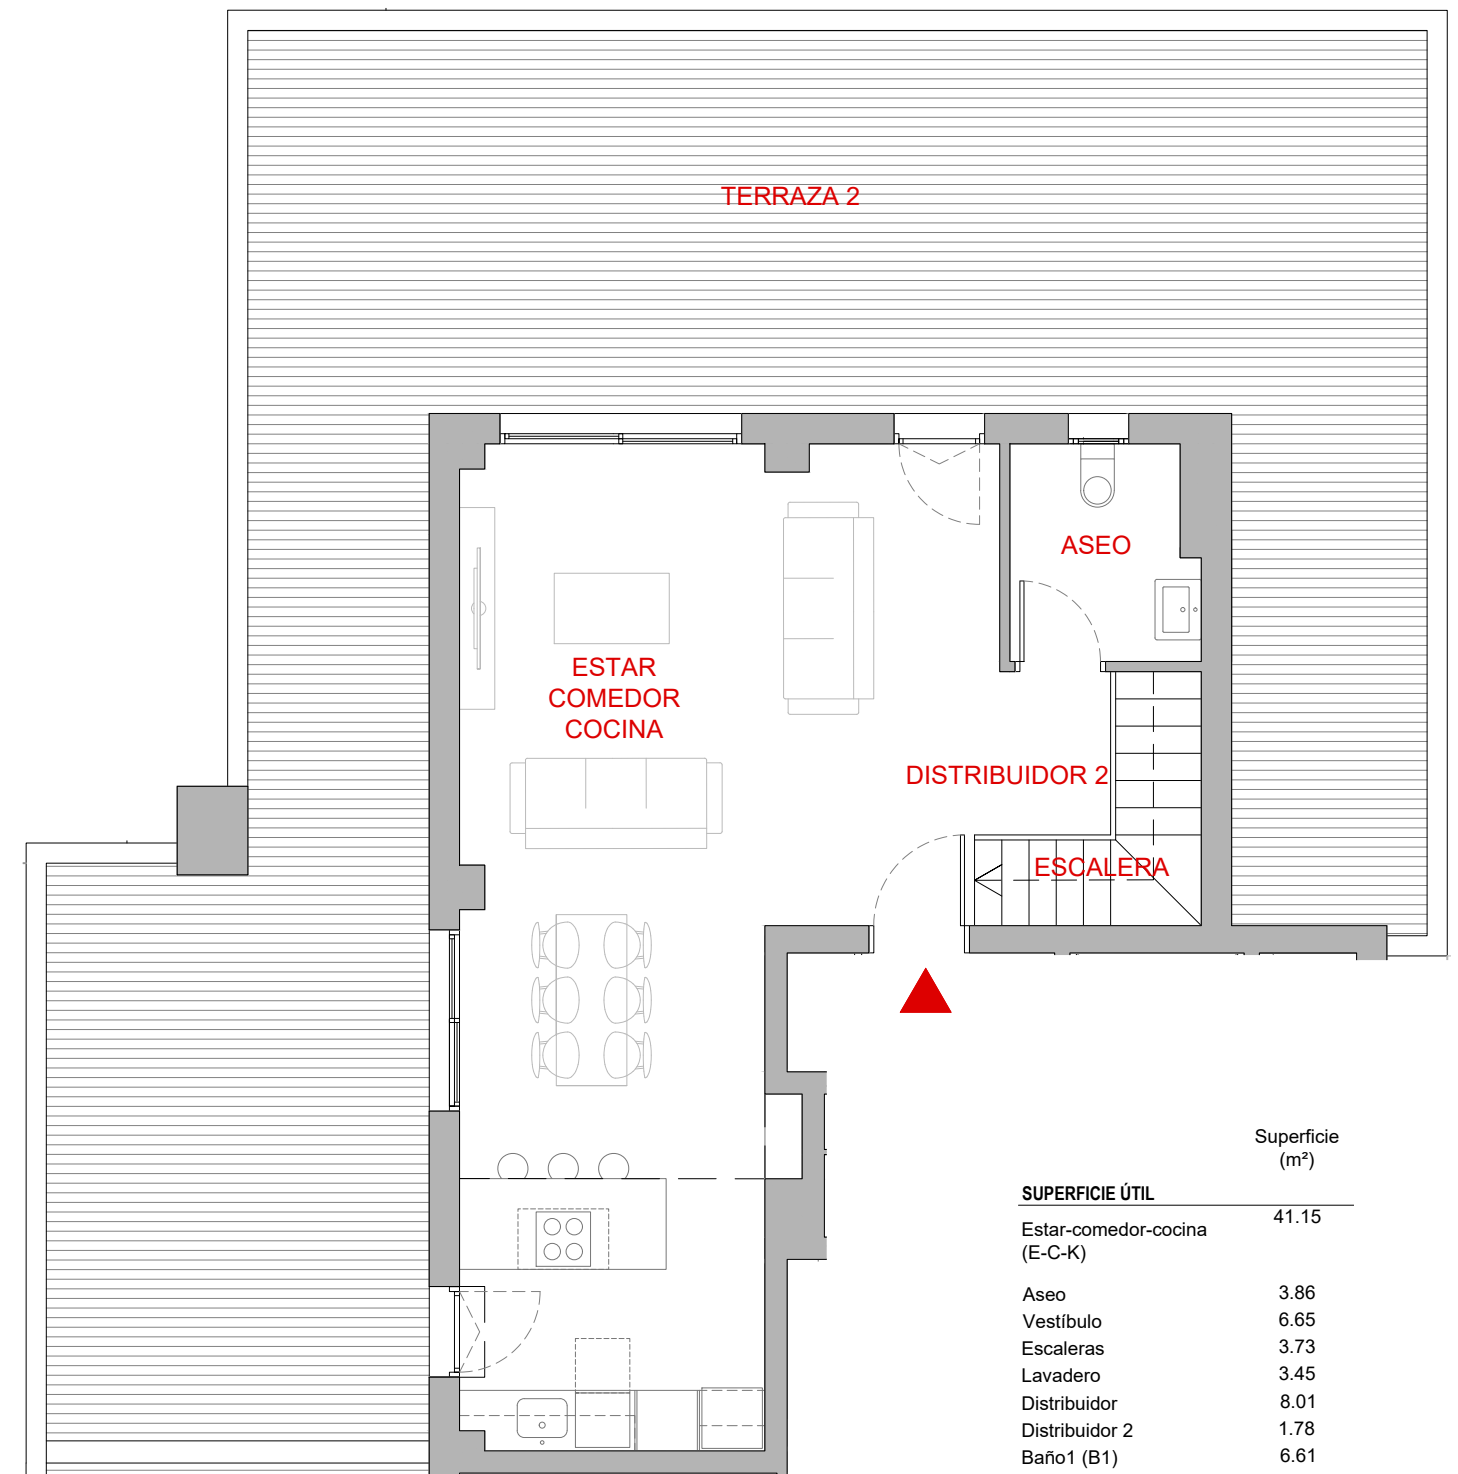 TERRAZA 2
ASEO
ESTAR
COMEDOR
COCINA
DISTRIBUIDOR 2
ESCALERA
Superficie
(m²)
SUPERFICIE ÚTIL
Estar-comedor-cocina 41.15
(E-C-K)
Aseo 3.86
Vestíbulo 6.65
Escaleras 3.73
Lavadero 3.45
Distribuidor 8.01
Distribuidor 2 1.78
Baño1 (B1) 6.61